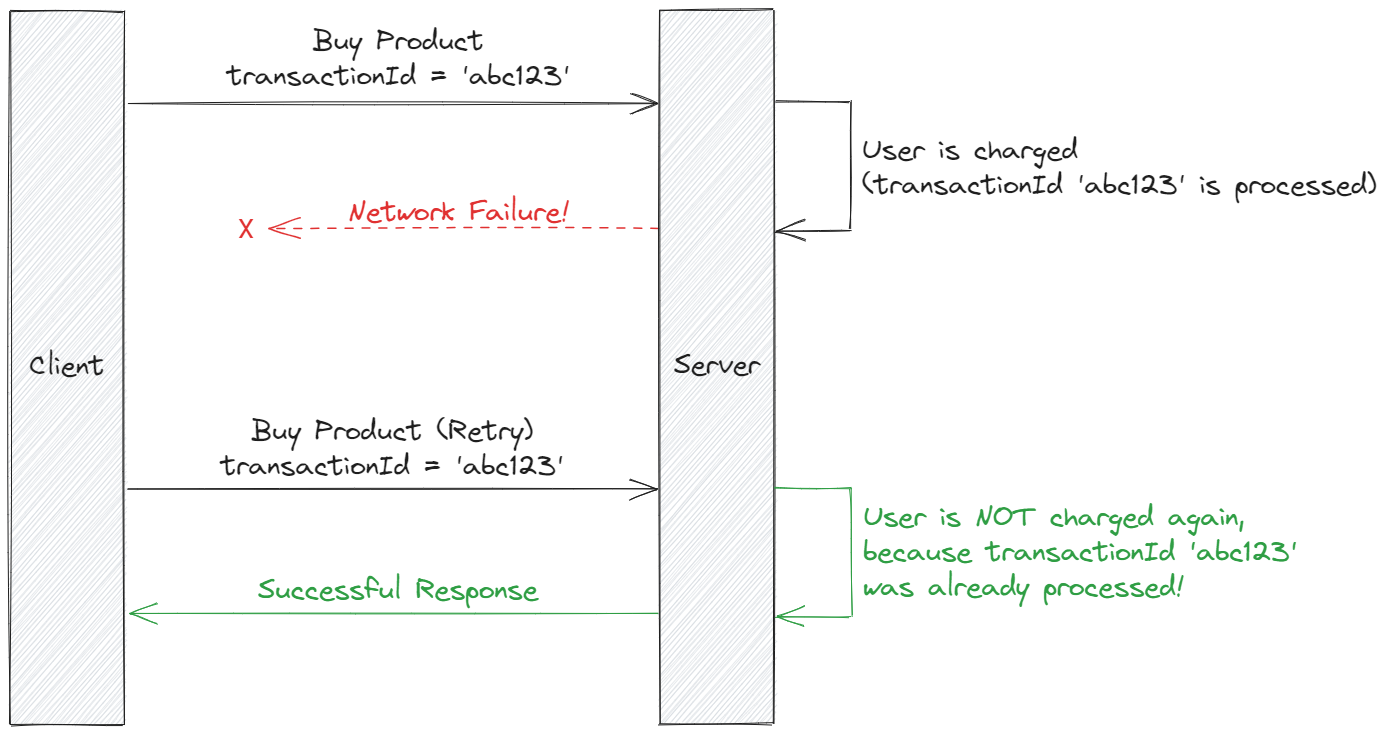 Buy Product
transactionId = 'abc123'
User is charged
(transactionId 'abc123' is processed)
Network Failure!
X
Client
Server
Buy Product (Retry)
transactionId = 'abc123'
User is NOT charged again,
because transactionId 'abc123'
was already processed!
Successful Response